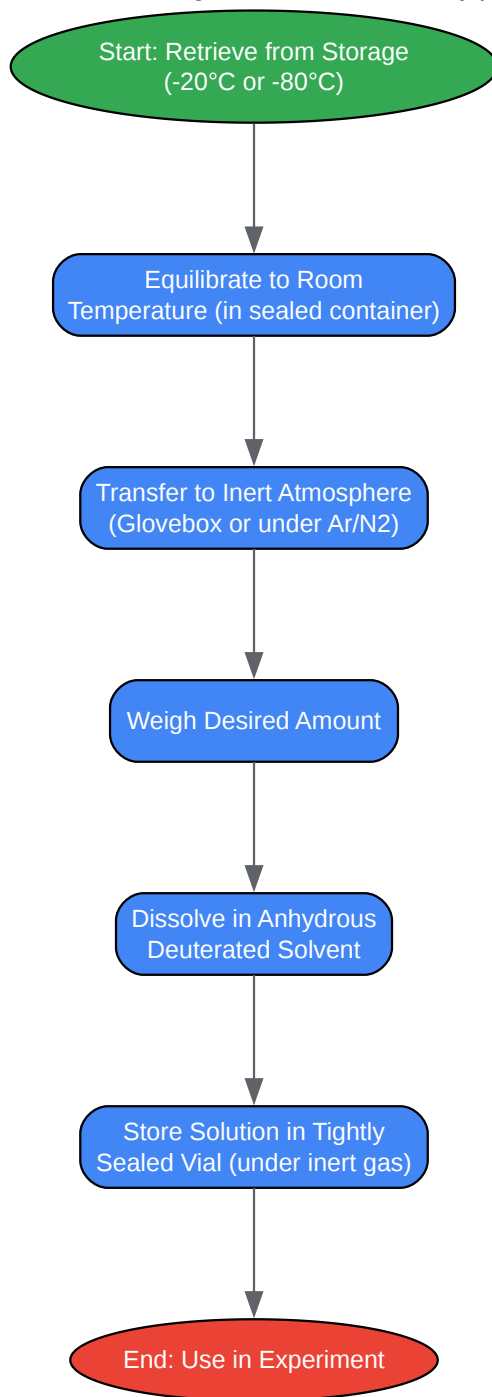 Start: Retrieve from Storage
(-20°C or -80°C)
Equilibrate to Room
Temperature (in sealed container)
Transfer to Inert Atmosphere
(Glovebox or under Ar/N2)
Weigh Desired Amount
Dissolve in Anhydrous
Deuterated Solvent
Store Solution in Tightly
Sealed Vial (under inert gas)
End: Use in Experiment